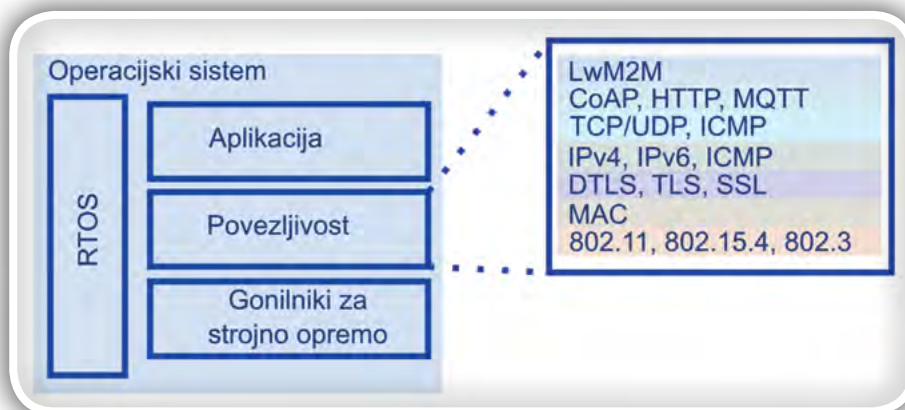 Operacijski sistem
RTOS
Aplikacija
Povezljivost
Gonilniki za
strojno opremo
LwM2M
CoAP, HTTP, MQTT
TCP/UDP, ICMP
IPv4, IPv6, ICMP
DTLS, TLS, SSL
MAC
802.11, 802.15.4, 802.3